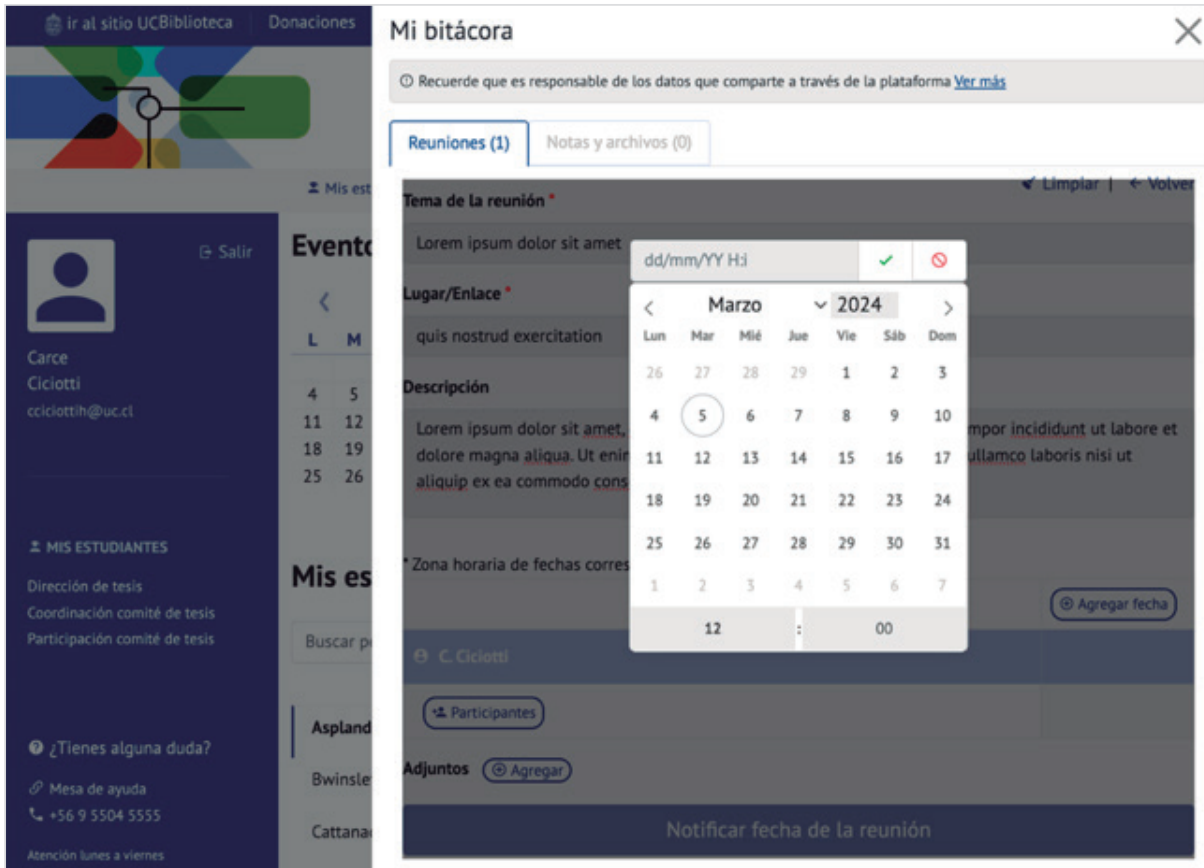 ir al sitio UCBiblioteca
Donaciones
Mis est
Salir
Carce
Ciciotti
cciciottih@uc.cl
MIS ESTUDIANTES
Dirección de tesis
Coordinación comité de tesis
Participación comité de tesis
¿Tienes alguna duda?
Mesa de ayuda
+56 9 5504 5555
Atención lunes a viernes
Evento
L M
4 5
11 12
18 19
25 26
Mis es
Buscar po
Aspland
Bwinsle
Cattanac
Mi bitácora
Recuerde que es responsable de los datos que comparte a través de la plataforma Ver más
Reuniones (1)
Notas y archivos (0)
Limpiar | Volver
Tema de la reunión *
Lorem ipsum dolor sit amet
Lugar/Enlace *
quis nostrud exercitation
Descripción
Lorem ipsum dolor sit amet, mpor incididunt ut labore et
dolore magna aliqua. Ut enir ullamco laboris nisi ut
aliquip ex ea commodo cons
* Zona horaria de fechas corres
Agregar fecha
C. Ciciotti
Participantes
Adjuntos Agregar
Notificar fecha de la reunión
dd/mm/YY H:i
Marzo 2024
Lun Mar Mié Jue Vie Sáb Dom
26 27 28 29 1 2 3
4 5 6 7 8 9 10
11 12 13 14 15 16 17
18 19 20 21 22 23 24
25 26 27 28 29 30 31
1 2 3 4 5 6 7
12 : 00